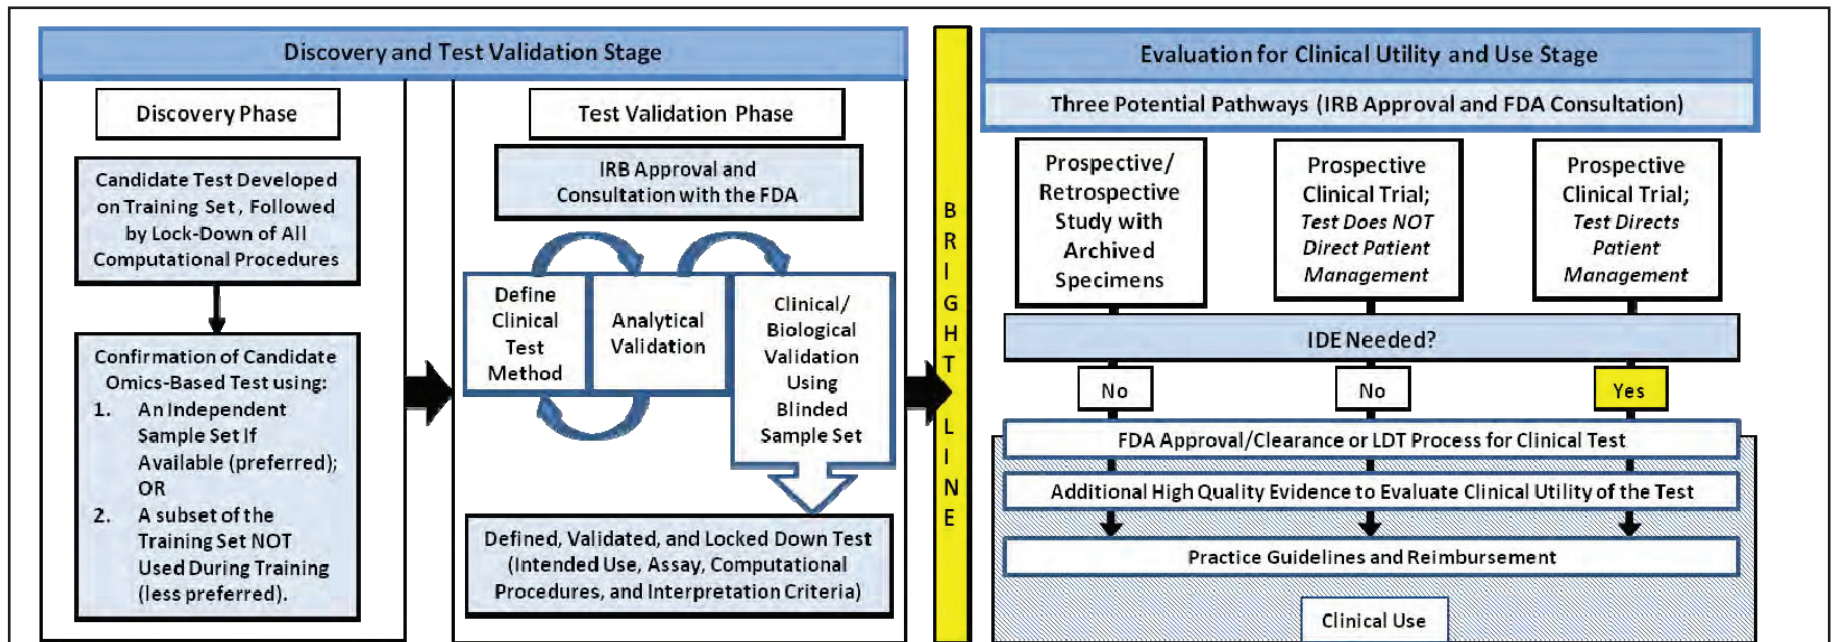 Discovery and Test Validation Stage
Discovery Phase
Candidate Test Developed
on Training Set, Followed
by Lock-Down of All
Computational Procedures
Confirmation of Candidate
Omics-Based Test using:
1. An Independent
Sample Set If
Available (preferred);
OR
2. A subset of the
Training Set NOT
Used During Training
(less preferred).
Test Validation Phase
IRB Approval and
Consultation with the FDA
Define
Clinical
Test
Method
Analytical
Validation
Clinical/
Biological
Validation
Using
Blinded
Sample Set
Defined, Validated, and Locked Down Test
(Intended Use, Assay, Computational
Procedures, and Interpretation Criteria)
BRIGHT LINE
Evaluation for Clinical Utility and Use Stage
Three Potential Pathways (IRB Approval and FDA Consultation)
Prospective/
Retrospective
Study with
Archived
Specimens
Prospective
Clinical Trial;
Test Does NOT
Direct Patient
Management
Prospective
Clinical Trial;
Test Directs
Patient
Management
IDE Needed?
No
No
Yes
FDA Approval/Clearance or LDT Process for Clinical Test
Additional High Quality Evidence to Evaluate Clinical Utility of the Test
Practice Guidelines and Reimbursement
Clinical Use